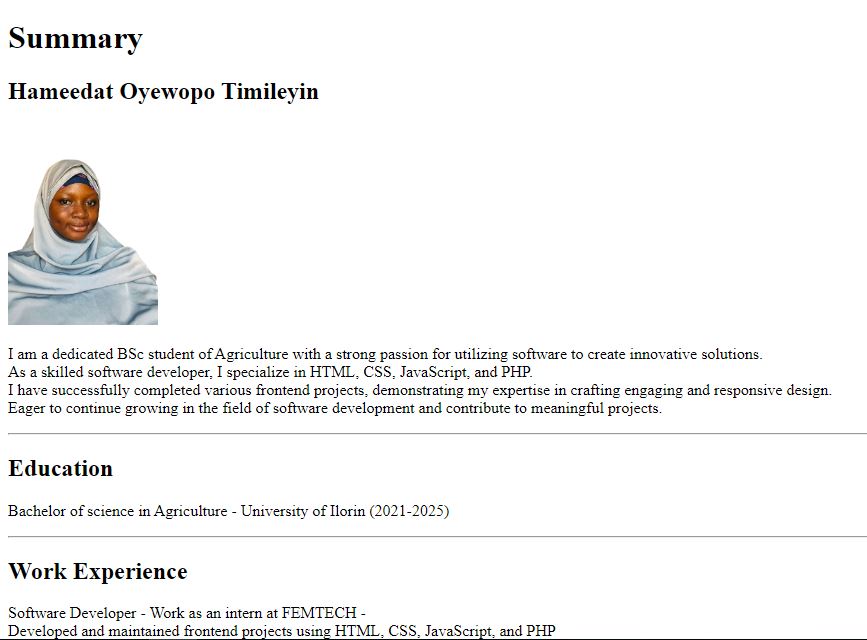 Summary
Hameedat Oyewopo Timileyin
I am a dedicated BSc student of Agriculture with a strong passion for utilizing software to create innovative solutions.
As a skilled software developer, I specialize in HTML, CSS, JavaScript, and PHP.
I have successfully completed various frontend projects, demonstrating my expertise in crafting engaging and responsive design.
Eager to continue growing in the field of software development and contribute to meaningful projects.
Education
Bachelor of science in Agriculture - University of Ilorin (2021-2025)
Work Experience
Software Developer - Work as an intern at FEMTECH -
Developed and maintained frontend projects using HTML, CSS, JavaScript, and PHP